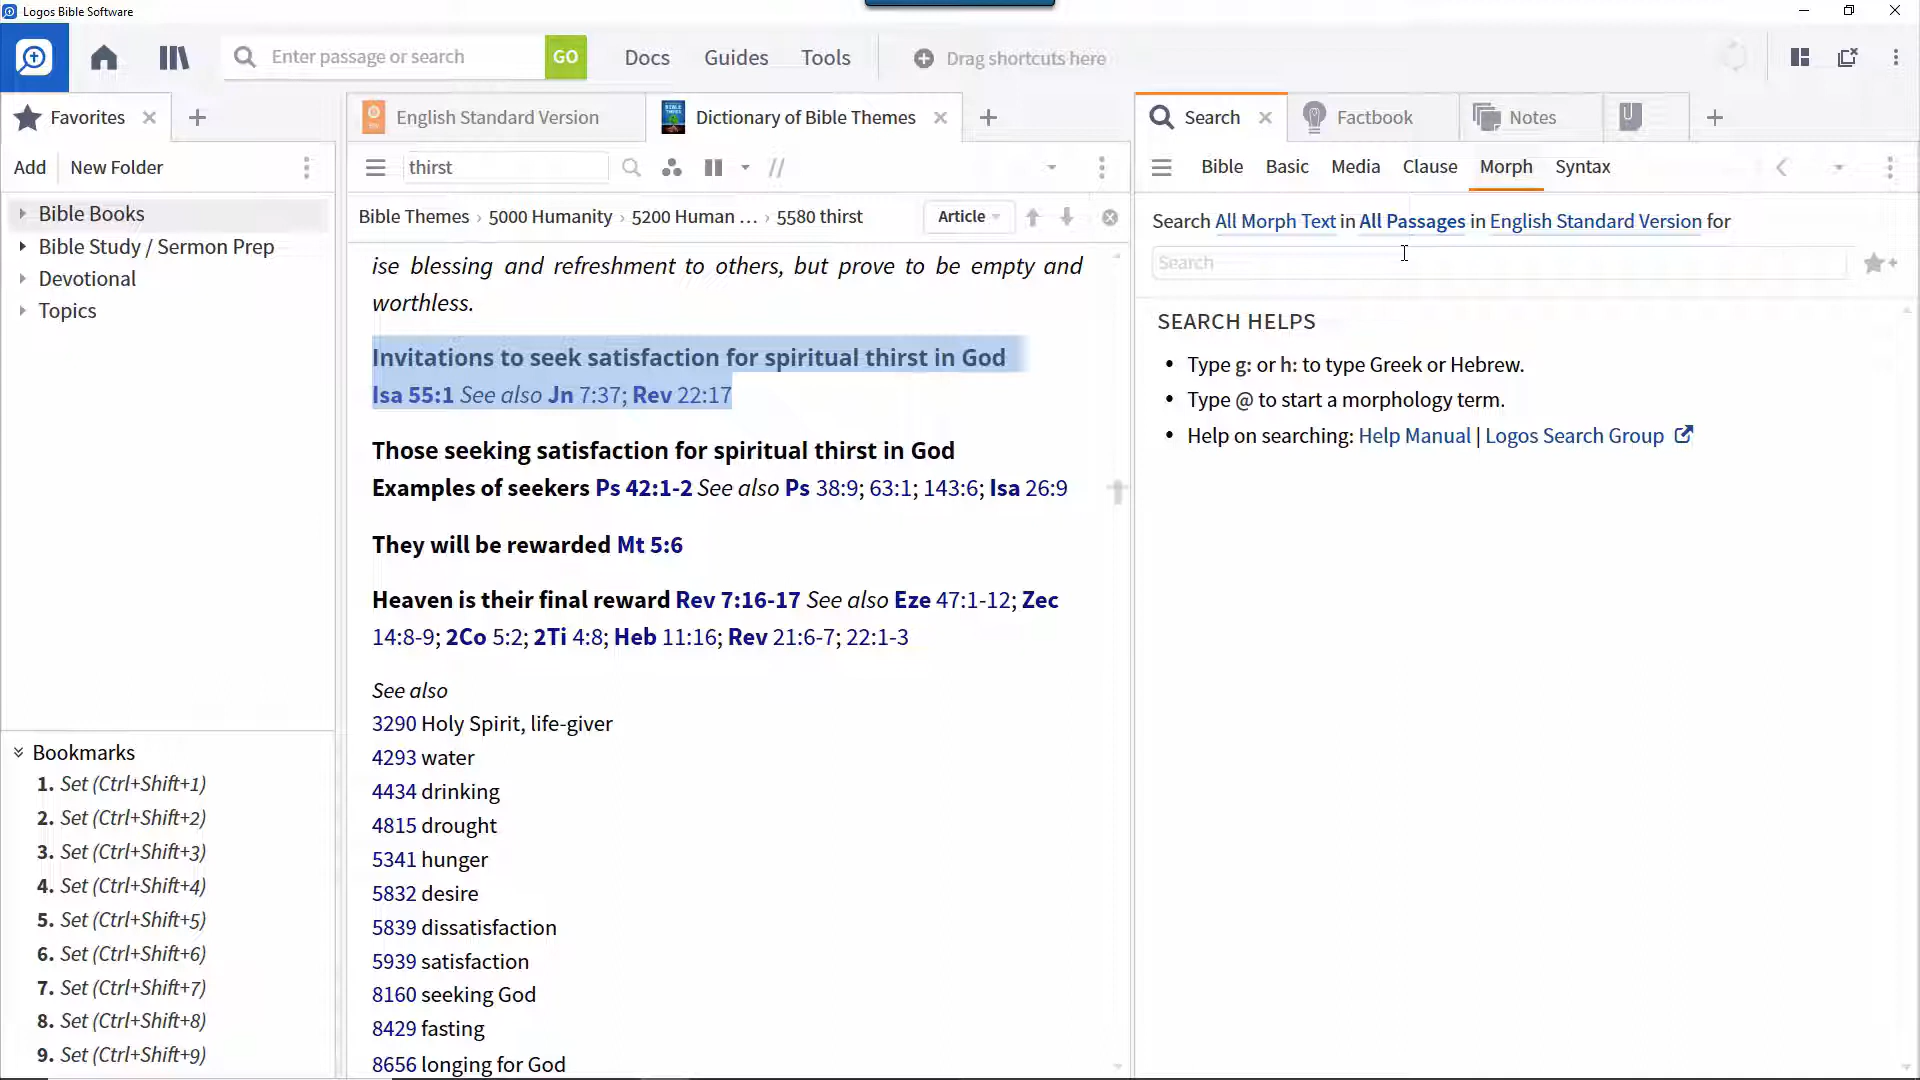 Logos Bible Software
Enter passage or search
GO
Docs
Guides
Tools
Drag shortcuts here
Favorites
English Standard Version
Dictionary of Bible Themes
Search
Factbook
Notes
Add
New Folder
thirst
Bible
Basic
Media
Clause
Morph
Syntax
Bible Books
Bible Study / Sermon Prep
Devotional
Topics
Bookmarks
1. Set (Ctrl+Shift+1)
2. Set (Ctrl+Shift+2)
3. Set (Ctrl+Shift+3)
4. Set (Ctrl+Shift+4)
5. Set (Ctrl+Shift+5)
6. Set (Ctrl+Shift+6)
7. Set (Ctrl+Shift+7)
8. Set (Ctrl+Shift+8)
9. Set (Ctrl+Shift+9)
Bible Themes › 5000 Humanity › 5200 Human ... › 5580 thirst
Article
ise blessing and refreshment to others, but prove to be empty and
worthless.
Invitations to seek satisfaction for spiritual thirst in God
Isa 55:1 See also Jn 7:37; Rev 22:17
Those seeking satisfaction for spiritual thirst in God
Examples of seekers Ps 42:1-2 See also Ps 38:9; 63:1; 143:6; Isa 26:9
They will be rewarded Mt 5:6
Heaven is their final reward Rev 7:16-17 See also Eze 47:1-12; Zec
14:8-9; 2Co 5:2; 2Ti 4:8; Heb 11:16; Rev 21:6-7; 22:1-3
See also
3290 Holy Spirit, life-giver
4293 water
4434 drinking
4815 drought
5341 hunger
5832 desire
5839 dissatisfaction
5939 satisfaction
8160 seeking God
8429 fasting
8656 longing for God
Search All Morph Text in All Passages in English Standard Version for
Search
SEARCH HELPS
• Type g: or h: to type Greek or Hebrew.
• Type @ to start a morphology term.
• Help on searching: Help Manual | Logos Search Group